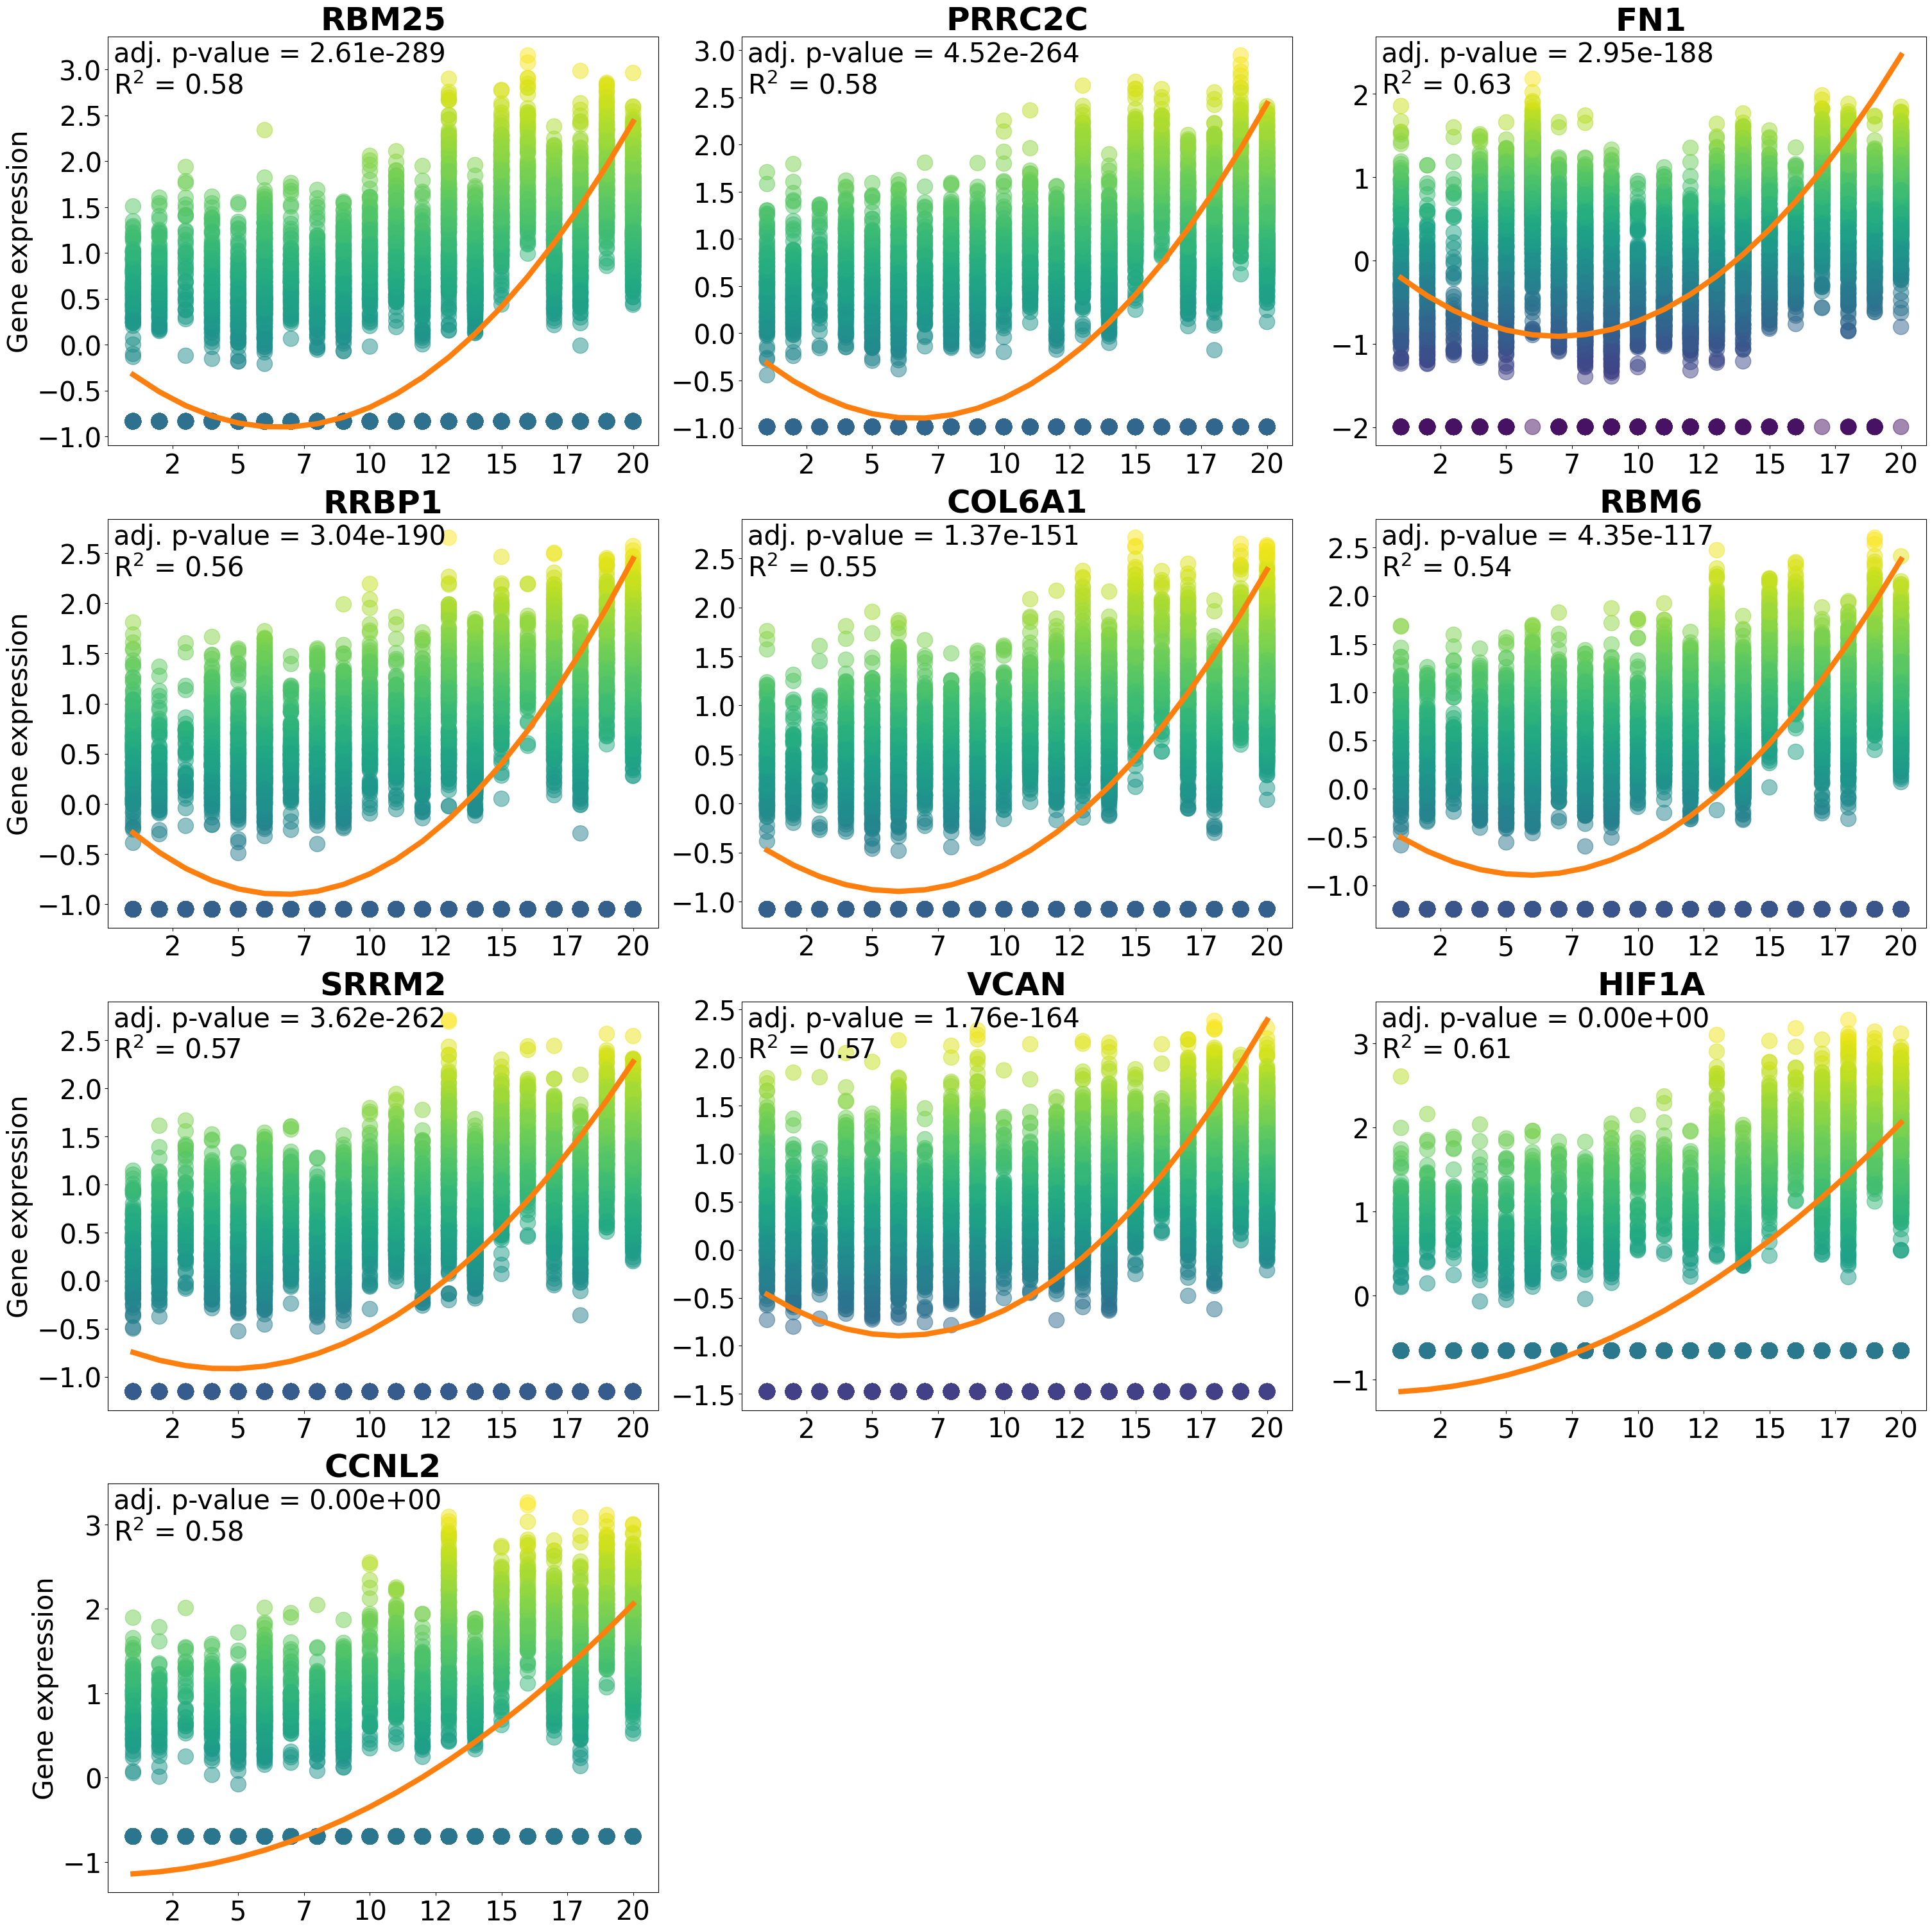 RBM25
adj. p-value = 2.61e-289
R² = 0.58
Gene expression
3.0
2.5
2.0
1.5
1.0
0.5
0.0
−0.5
−1.0
2 5 7 10 12 15 17 20
PRRC2C
adj. p-value = 4.52e-264
R² = 0.58
3.0
2.5
2.0
1.5
1.0
0.5
0.0
−0.5
−1.0
2 5 7 10 12 15 17 20
FN1
adj. p-value = 2.95e-188
R² = 0.63
2
1
0
−1
−2
2 5 7 10 12 15 17 20
RRBP1
adj. p-value = 3.04e-190
R² = 0.56
Gene expression
2.5
2.0
1.5
1.0
0.5
0.0
−0.5
−1.0
2 5 7 10 12 15 17 20
COL6A1
adj. p-value = 1.37e-151
R² = 0.55
2.5
2.0
1.5
1.0
0.5
0.0
−0.5
−1.0
2 5 7 10 12 15 17 20
RBM6
adj. p-value = 4.35e-117
R² = 0.54
2.5
2.0
1.5
1.0
0.5
0.0
−0.5
−1.0
2 5 7 10 12 15 17 20
SRRM2
adj. p-value = 3.62e-262
R² = 0.57
Gene expression
2.5
2.0
1.5
1.0
0.5
0.0
−0.5
−1.0
2 5 7 10 12 15 17 20
VCAN
adj. p-value = 1.76e-164
R² = 0.57
2.5
2.0
1.5
1.0
0.5
0.0
−0.5
−1.0
−1.5
2 5 7 10 12 15 17 20
HIF1A
adj. p-value = 0.00e+00
R² = 0.61
3
2
1
0
−1
2 5 7 10 12 15 17 20
CCNL2
adj. p-value = 0.00e+00
R² = 0.58
Gene expression
3
2
1
0
−1
2 5 7 10 12 15 17 20